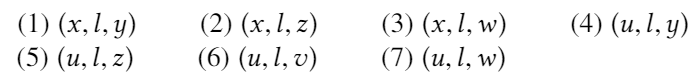 (1) (x, l, y) (2) (x, l, z) (3) (x, l, w) (4) (u, l, y)
(5) (u, l, z) (6) (u, l, v) (7) (u, l, w)